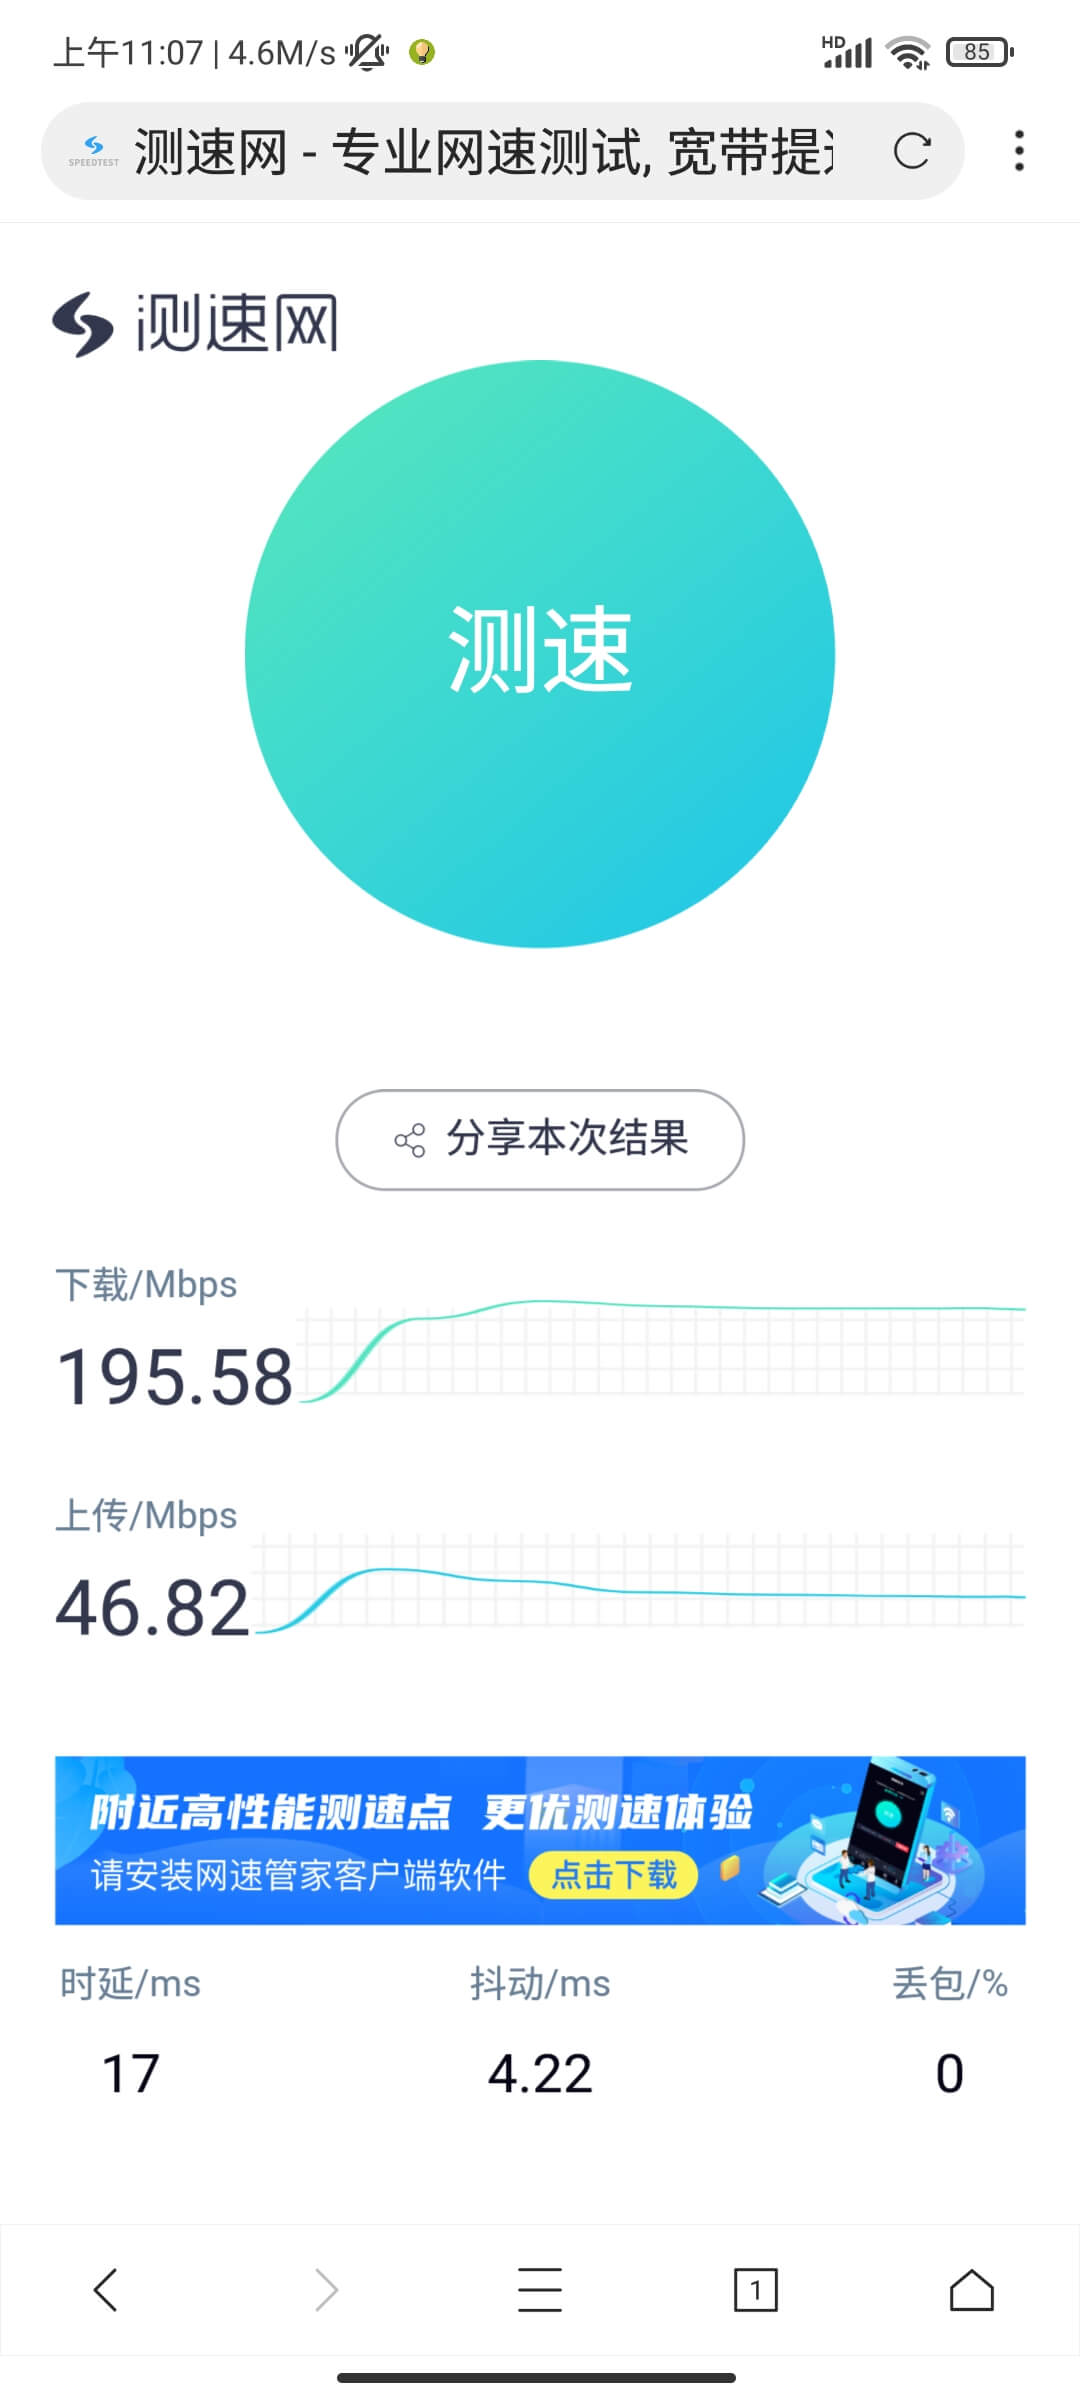 上午11:07 | 4.6M/s
HD
85
SPEEDTEST
测速网 - 专业网速测试, 宽带提
测速网
测速
分享本次结果
下载/Mbps
195.58
上传/Mbps
46.82
附近高性能测速点 更优测速体验
请安装网速管家客户端软件 点击下载
时延/ms 抖动/ms 丢包/%
17 4.22 0
1